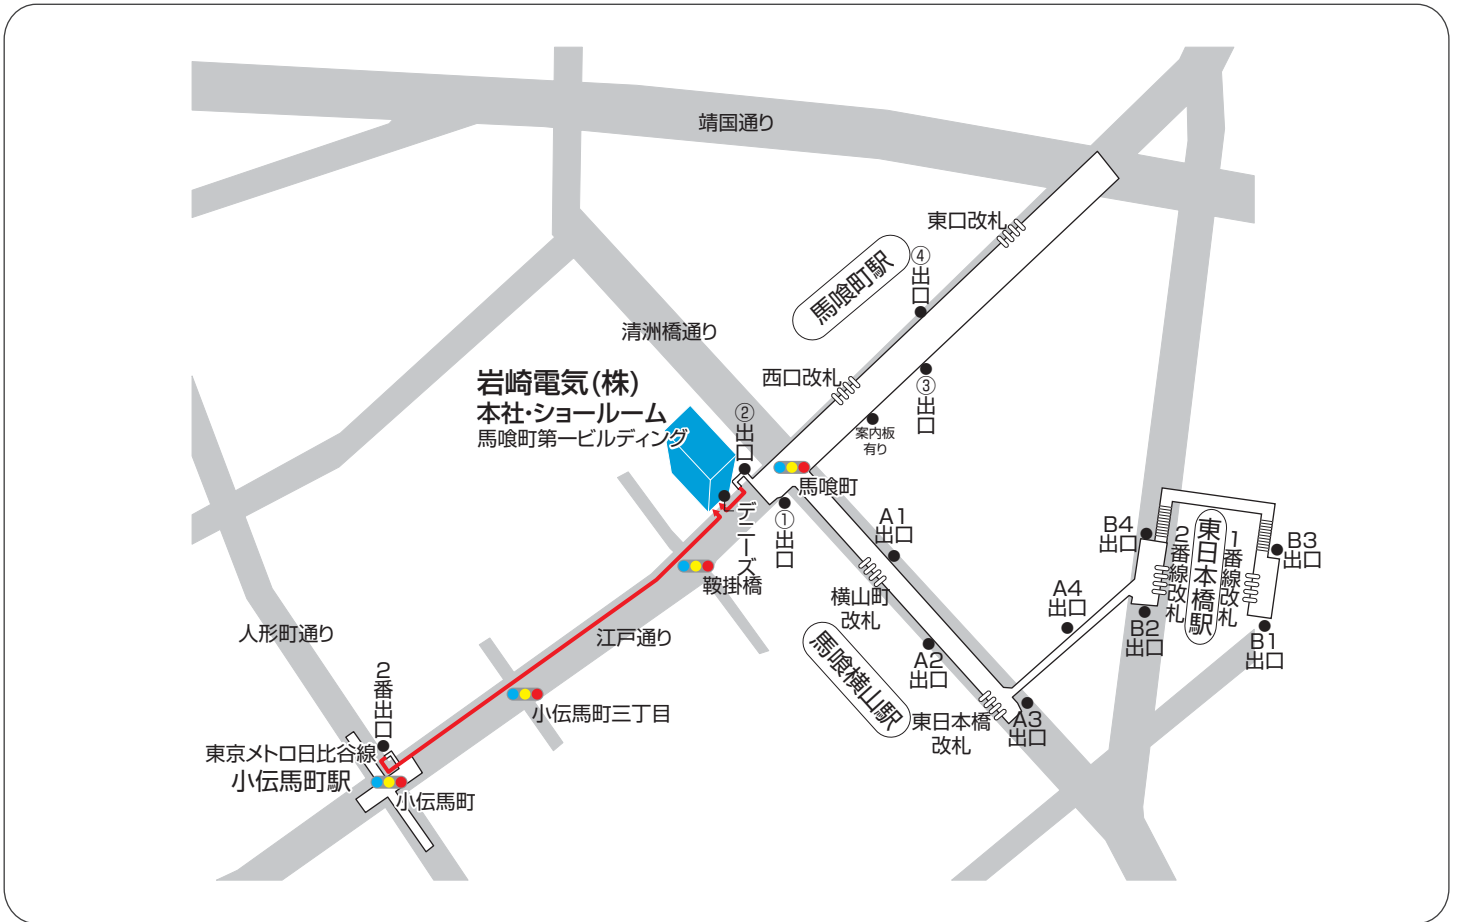 靖国通り
東口改札
④出口
馬喰町駅
清洲橋通り
西口改札
岩崎電気(株)
本社・ショールーム
馬喰町第一ビルディング
②出口
③出口
案内板
有り
馬喰町
①出口
デニーズ
鞍掛橋
A1
出口
横山町
改札
B4
出口
2番線改札
東日本橋駅
1番線改札
B3
出口
A4
出口
B2
出口
B1
出口
人形町通り
江戸通り
馬喰横山駅
A2
出口
2番出口
小伝馬町三丁目
東日本橋
改札
A3
出口
東京メトロ日比谷線
小伝馬町駅
小伝馬町